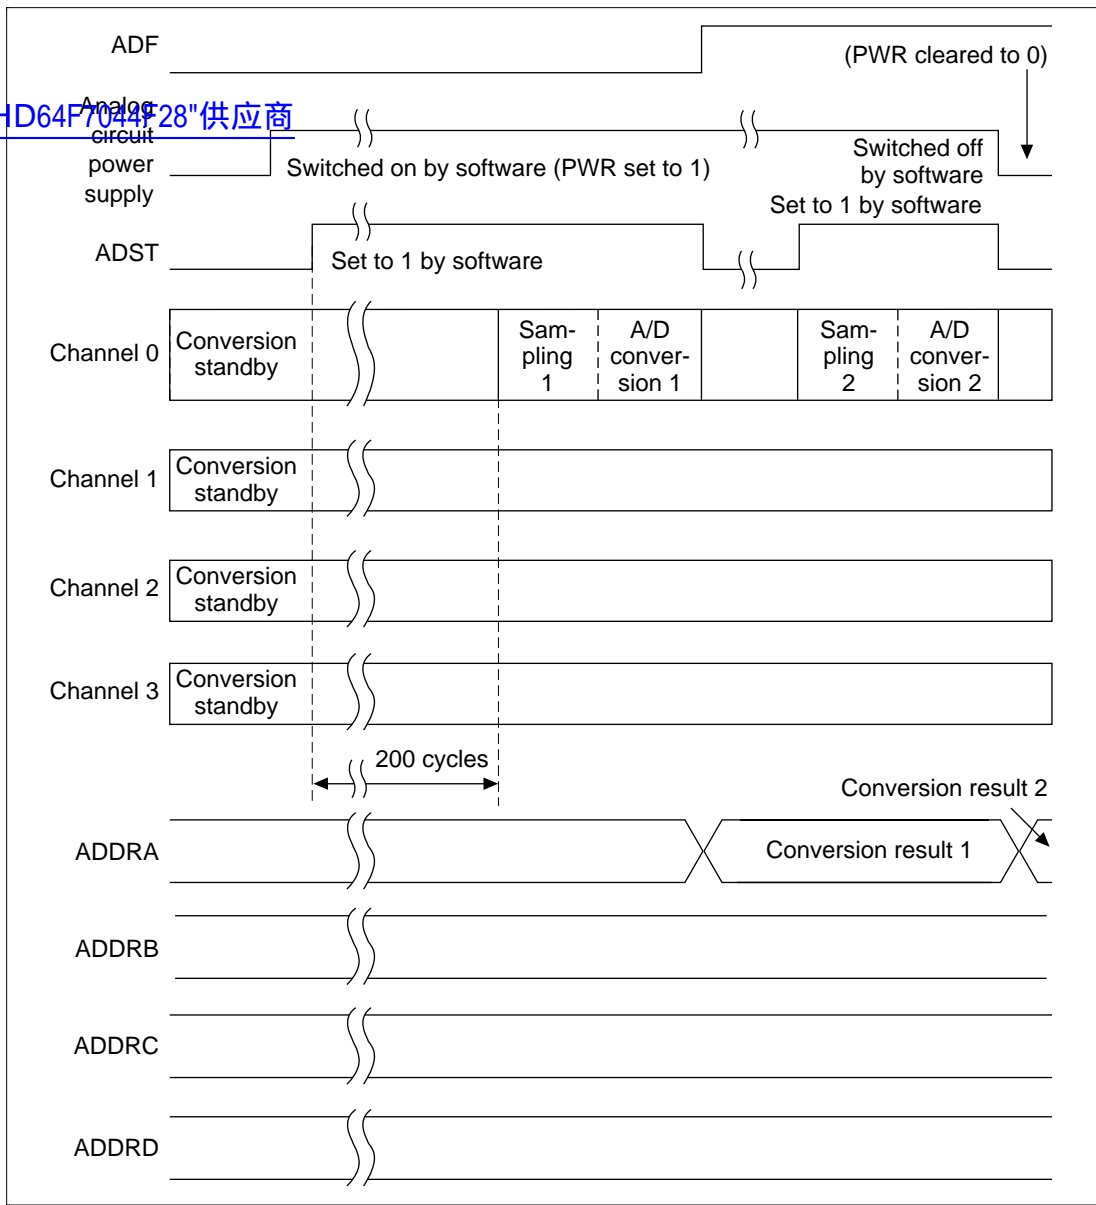 ADF
(PWR cleared to 0)
HD64F7044F28"供应商
Analog
circuit
power
supply
Switched on by software (PWR set to 1)
Switched off
by software
Set to 1 by software
ADST
Set to 1 by software
Channel 0
Conversion
standby
Sam-
pling
1
A/D
conver-
sion 1
Sam-
pling
2
A/D
conver-
sion 2
Channel 1
Conversion
standby
Channel 2
Conversion
standby
Channel 3
Conversion
standby
200 cycles
Conversion result 2
ADDRA
Conversion result 1
ADDRB
ADDRC
ADDRD